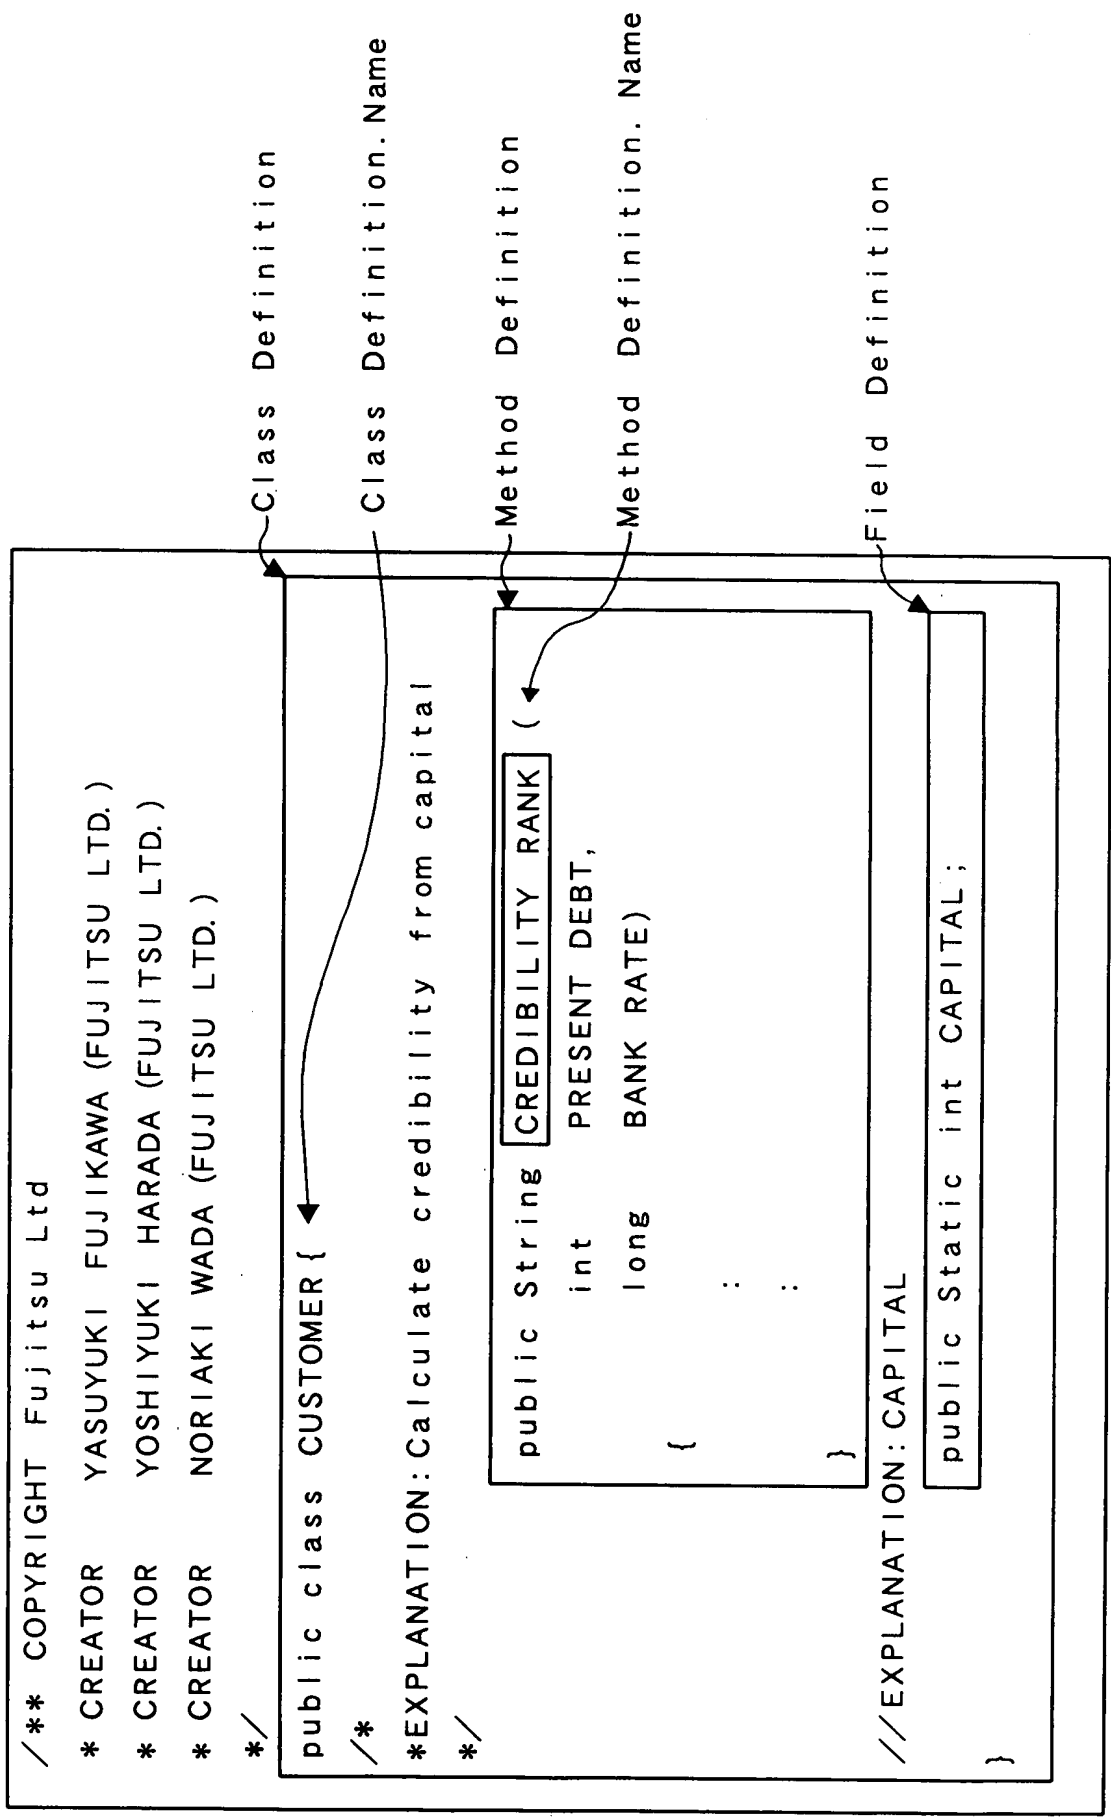 /** COPYRIGHT Fujitsu Ltd
* CREATOR YASUYUKI FUJIKAWA (FUJITSU LTD.)
* CREATOR YOSHIYUKI HARADA (FUJITSU LTD.)
* CREATOR NORIAKI WADA (FUJITSU LTD.)
*/
Class Definition
public class CUSTOMER{
Class Definition.Name
/*
*EXPLANATION:Calculate credibility from capital
*/
Method Definition
public String CREDIBILITY RANK (
int PRESENT DEBT,
Method Definition. Name
long BANK RATE)
{
:
:
}
//EXPLANATION:CAPITAL
Field Definition
public Static int CAPITAL;
}